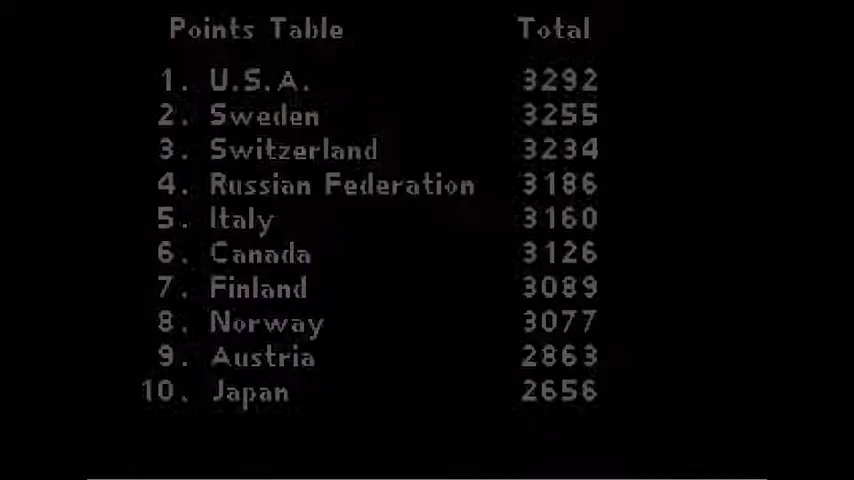 Points Table Total
1. U.S.A. 3292
2. Sweden 3255
3. Switzerland 3234
4. Russian Federation 3186
5. Italy 3160
6. Canada 3126
7. Finland 3089
8. Norway 3077
9. Austria 2863
10. Japan 2656